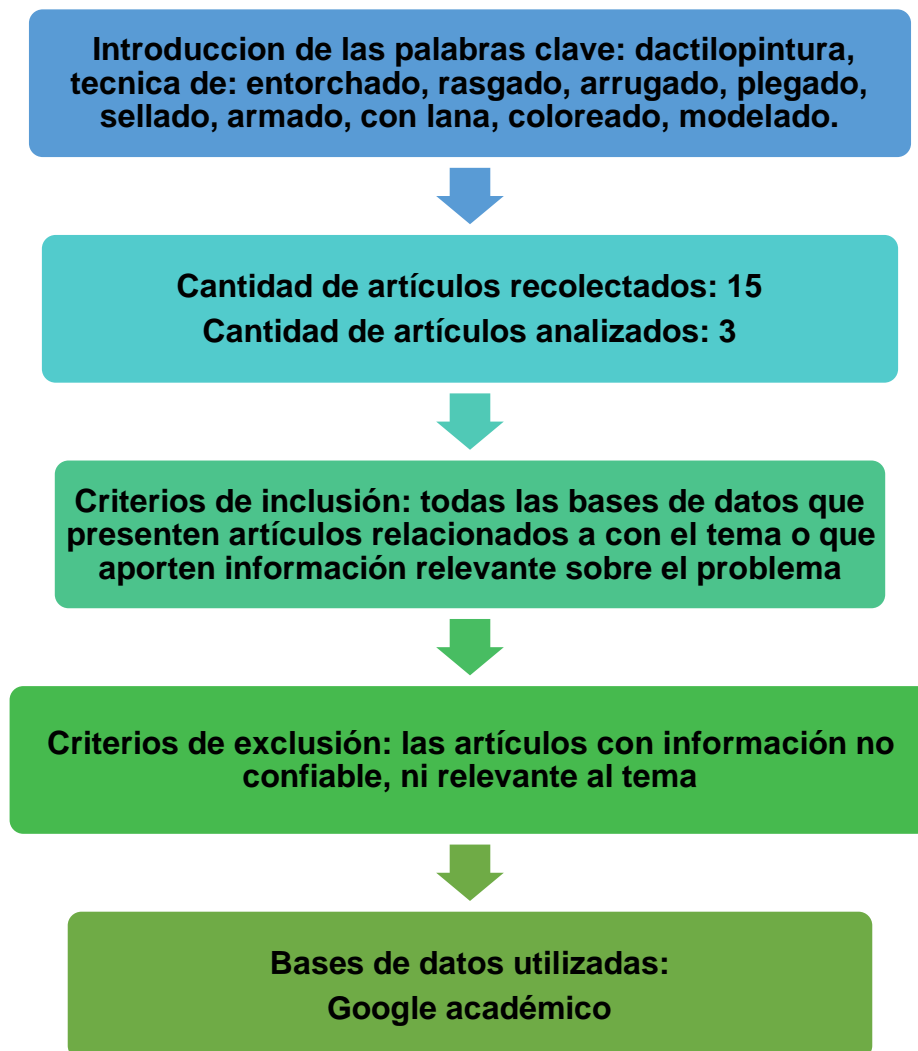 Introduccion de las palabras clave: dactilopintura,
tecnica de: entorchado, rasgado, arrugado, plegado,
sellado, armado, con lana, coloreado, modelado.
Cantidad de artículos recolectados: 15
Cantidad de artículos analizados: 3
Criterios de inclusión: todas las bases de datos que
presenten artículos relacionados a con el tema o que
aporten información relevante sobre el problema
Criterios de exclusión: las artículos con información no
confiable, ni relevante al tema
Bases de datos utilizadas:
Google académico